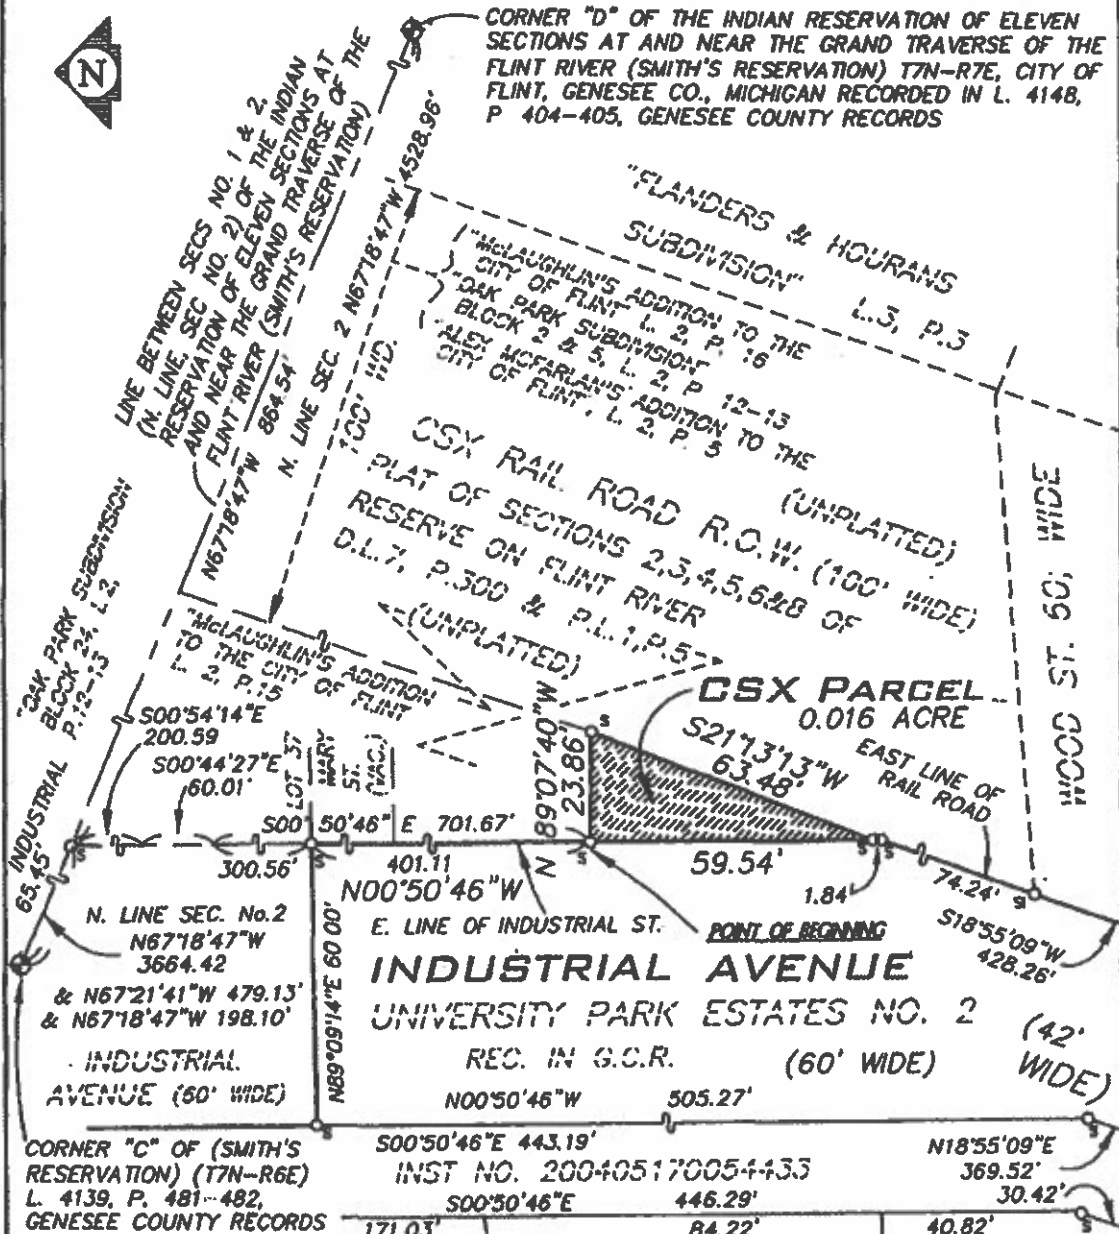 N
CORNER "D" OF THE INDIAN RESERVATION OF ELEVEN
SECTIONS AT AND NEAR THE GRAND TRAVERSE OF THE
FLINT RIVER (SMITH'S RESERVATION) T7N-R7E, CITY OF
FLINT, GENESEE CO., MICHIGAN RECORDED IN L. 4148,
P 404-405, GENESEE COUNTY RECORDS
LINE BETWEEN SECS NO. 1 & 2,
(N. LINE, SEC NO. 2) OF THE INDIAN
RESERVATION OF ELEVEN SECTIONS AT
AND NEAR THE GRAND TRAVERSE OF THE
FLINT RIVER (SMITH'S RESERVATION)
N67°18'47"W 864.54'
N. LINE SEC. 2 N67°18'47"W 4528.96'
100' WD.
"FLANDERS & HOURANS
SUBDIVISION" L.3, P.3
"McLAUGHLIN'S ADDITION TO THE
CITY OF FLINT L. 2, P. 16
"OAK PARK SUBDIVISION
BLOCK 2 & 5, L. 2, P 12-13
ALEX MCFARLAN'S ADDITION TO THE
CITY OF FLINT, L. 2, P. 5
CSX RAIL ROAD R.O.W. (100' WIDE)
(UNPLATTED)
PLAT OF SECTIONS 2,3,4,5,6&8 OF
RESERVE ON FLINT RIVER
D.L.7, P.300 & P.L.1,P.5
(UNPLATTED)
WOOD ST. 50' WIDE
"OAK PARK SUBDIVISION
BLOCK 24, L.2,
P.12-13
"McLAUGHLIN'S ADDITION
TO THE CITY OF FLINT
L. 2, P.15
CSX PARCEL
0.016 ACRE
S21°13'13"W
63.48'
EAST LINE OF
RAIL ROAD
N 89°07'40"W
23.86'
S00°54'14"E
200.59
S00°44'27"E
60.01'
LOT 37
MARY
ST.
(VAC.)
S00°50'46" E 701.67'
INDUSTRIAL
65.45'
300.56'
401.11
N00°50'46"W
59.54'
1.84'
74.24'
S18°55'09"W
428.26'
E. LINE OF INDUSTRIAL ST.
POINT OF BEGINNING
N. LINE SEC. No.2
N67°18'47"W
3664.42
& N67°21'41"W 479.13'
& N67°18'47"W 198.10'
N89°09'14"E 60 00'
INDUSTRIAL AVENUE
UNIVERSITY PARK ESTATES NO. 2
REC. IN G.C.R. (60' WIDE)
(42'
WIDE)
INDUSTRIAL
AVENUE (60' WIDE)
N00°50'46"W 505.27'
CORNER "C" OF (SMITH'S
RESERVATION) (T7N-R6E)
L. 4139, P. 481-482,
GENESEE COUNTY RECORDS
S00°50'46"E 443.19'
INST NO. 200405170054433
N18°55'09"E
369.52'
S00°50'46"E 446.29'
30.42'
171.03' 84.22' 40.82'